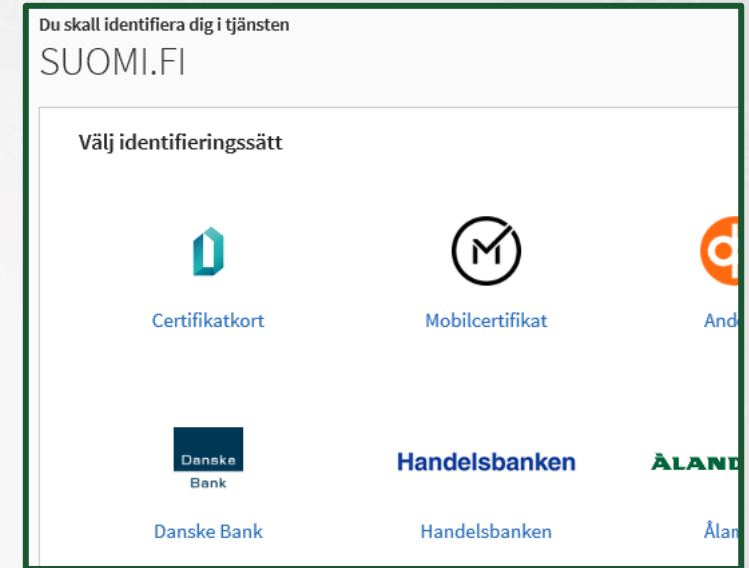 Du skall identifiera dig i tjänsten
SUOMI.FI
Välj identifieringssätt
Certifikatkort
Mobilcertifikat
Danske
Bank
Handelsbanken
Danske Bank
Handelsbanken